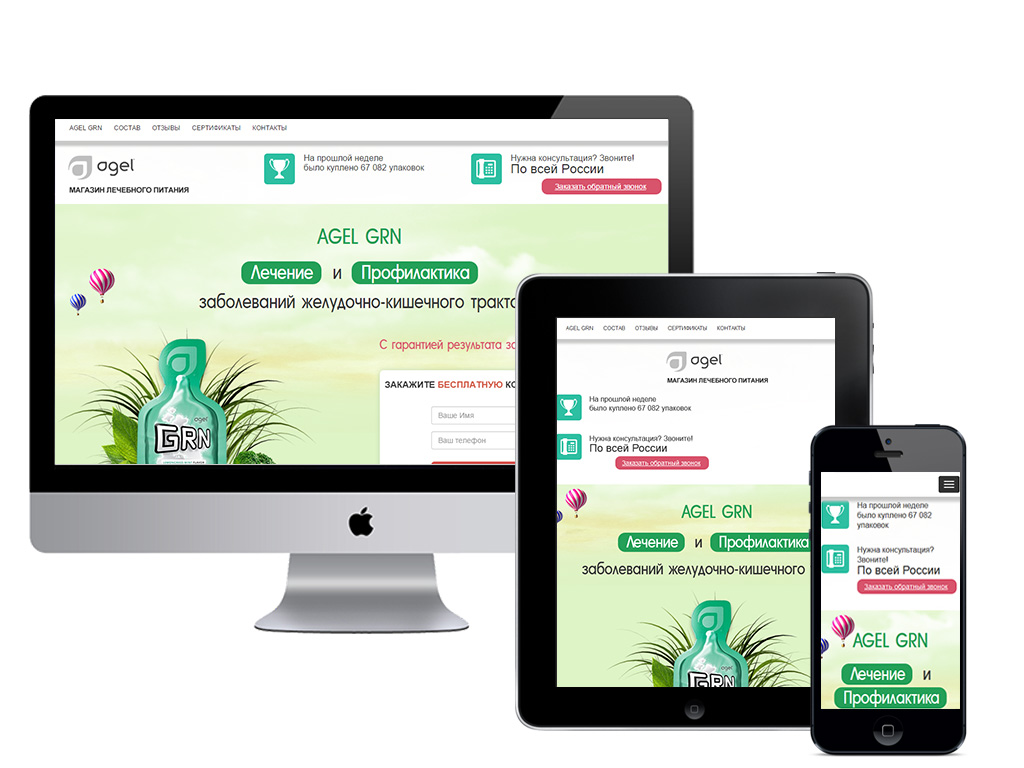 AGEL GRN СОСТАВ ОТЗЫВЫ СЕРТИФИКАТЫ КОНТАКТЫ
agel
МАГАЗИН ЛЕЧЕБНОГО ПИТАНИЯ
На прошлой неделе
было куплено 67 082 упаковок
Нужна консультация? Звоните!
По всей России
Заказать обратный звонок
AGEL GRN
Лечение и Профилактика
заболеваний желудочно-кишечного тракта
С гарантией результата за
ЗАКАЖИТЕ БЕСПЛАТНУЮ КО
Ваше Имя
Ваш телефон
agel
GRN
AGEL GRN СОСТАВ ОТЗЫВЫ СЕРТИФИКАТЫ КОНТАКТЫ
agel
МАГАЗИН ЛЕЧЕБНОГО ПИТАНИЯ
На прошлой неделе
было куплено 67 082 упаковок
Нужна консультация? Звоните!
По всей России
Заказать обратный звонок
AGEL GRN
Лечение и Профилактика
заболеваний желудочно-кишечного
agel
GRN
На прошлой неделе
было куплено 67 082
упаковок
Нужна консультация?
Звоните!
По всей России
Заказать обратный звонок
AGEL GRN
Лечение и
Профилактика